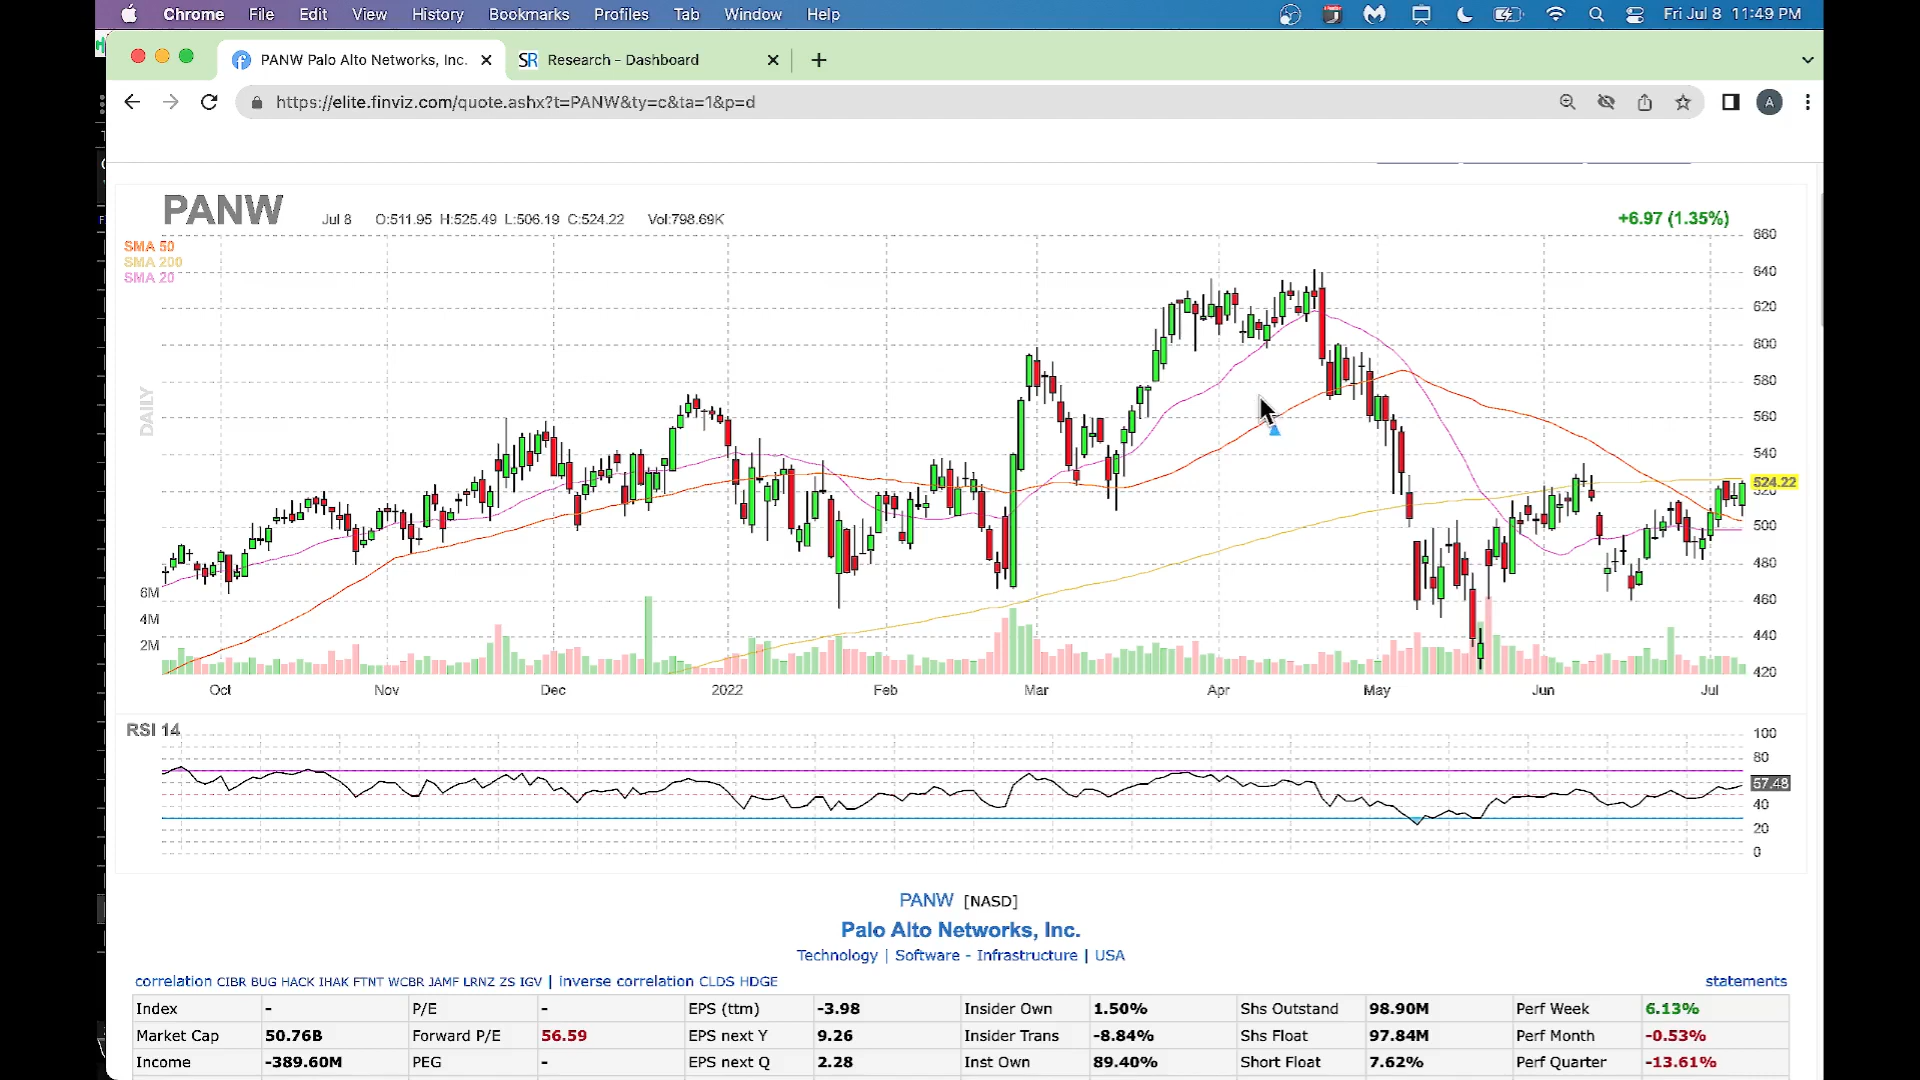 Chrome File Edit View History Bookmarks Profiles Tab Window Help Fri Jul 8 11:49 PM
PANW Palo Alto Networks, Inc. SR Research - Dashboard
https://elite.finviz.com/quote.ashx?t=PANW&ty=c&ta=1&p=d A
PANW Jul 8 O:511.95 H:525.49 L:506.19 C:524.22 Vol:798.69K +6.97 (1.35%)
SMA 50
SMA 200
SMA 20
DAILY
660
640
620
600
580
560
540
524.22
520
500
480
460
440
420
6M
4M
2M
Oct Nov Dec 2022 Feb Mar Apr May Jun Jul
RSI 14
100
80
57.48
40
20
0
PANW [NASD]
Palo Alto Networks, Inc.
Technology | Software - Infrastructure | USA
correlation CIBR BUG HACK IHAK FTNT WCBR JAMF LRNZ ZS IGV | inverse correlation CLDS HDGE statements
Index - P/E - EPS (ttm) -3.98 Insider Own 1.50% Shs Outstand 98.90M Perf Week 6.13%
Market Cap 50.76B Forward P/E 56.59 EPS next Y 9.26 Insider Trans -8.84% Shs Float 97.84M Perf Month -0.53%
Income -389.60M PEG - EPS next Q 2.28 Inst Own 89.40% Short Float 7.62% Perf Quarter -13.61%